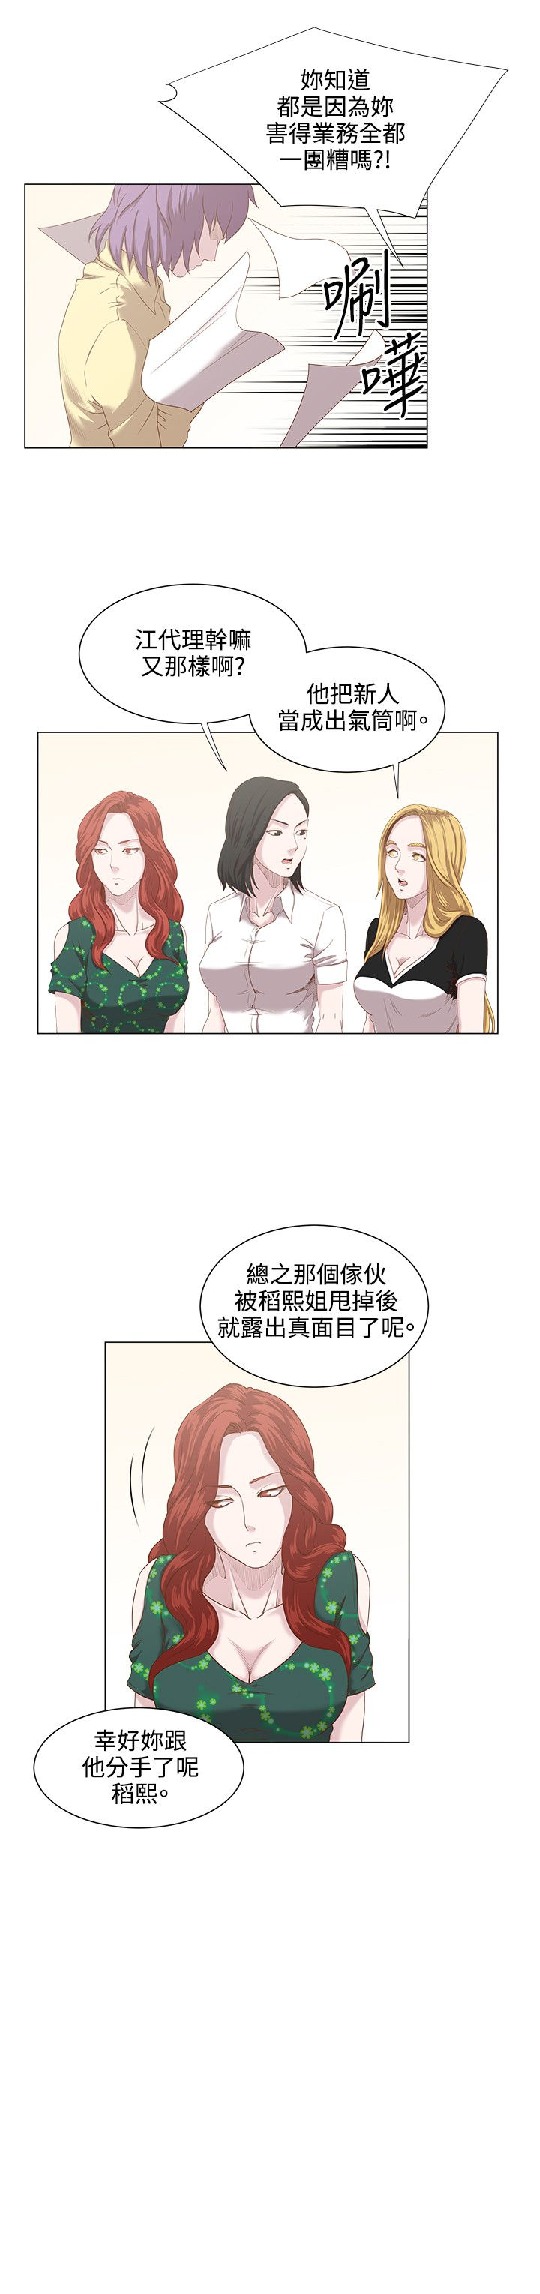 妳知道
都是因為妳
害得業務全都
一團糟嗎?!
唰
嘩
江代理幹嘛
又那樣啊?
他把新人
當成出氣筒啊。
總之那個傢伙
被稻熙姐甩掉後
就露出真面目了呢。
幸好妳跟
他分手了呢
稻熙。